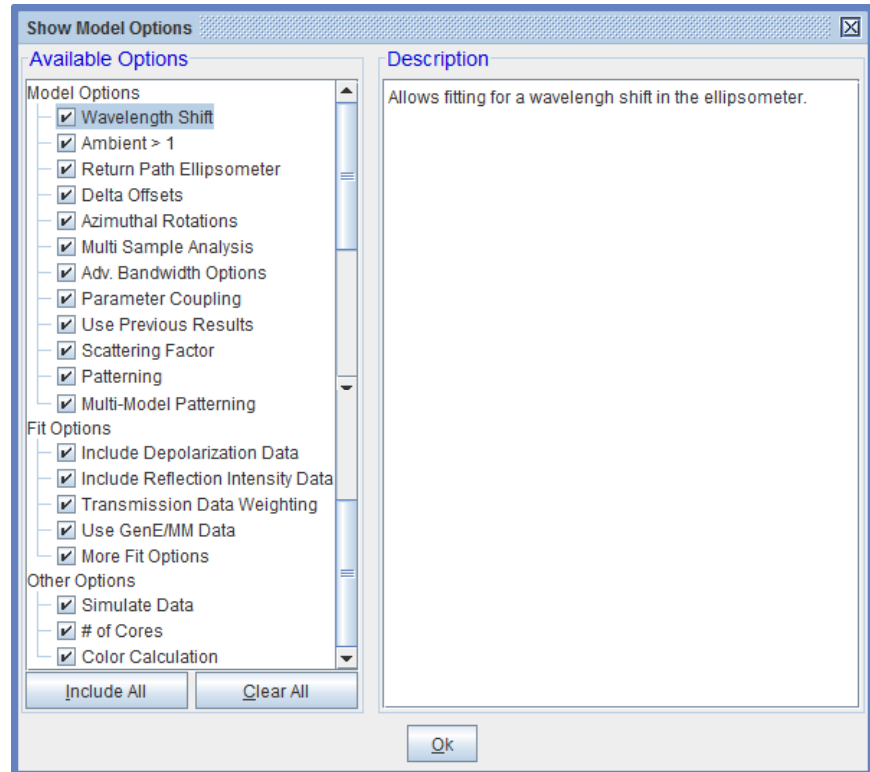 Show Model Options
Available Options
Model Options
Wavelength Shift
Ambient > 1
Return Path Ellipsometer
Delta Offsets
Azimuthal Rotations
Multi Sample Analysis
Adv. Bandwidth Options
Parameter Coupling
Use Previous Results
Scattering Factor
Patterning
Multi-Model Patterning
Fit Options
Include Depolarization Data
Include Reflection Intensity Data
Transmission Data Weighting
Use GenE/MM Data
More Fit Options
Other Options
Simulate Data
# of Cores
Color Calculation
Include All
Clear All
Description
Allows fitting for a wavelengh shift in the ellipsometer.
Ok